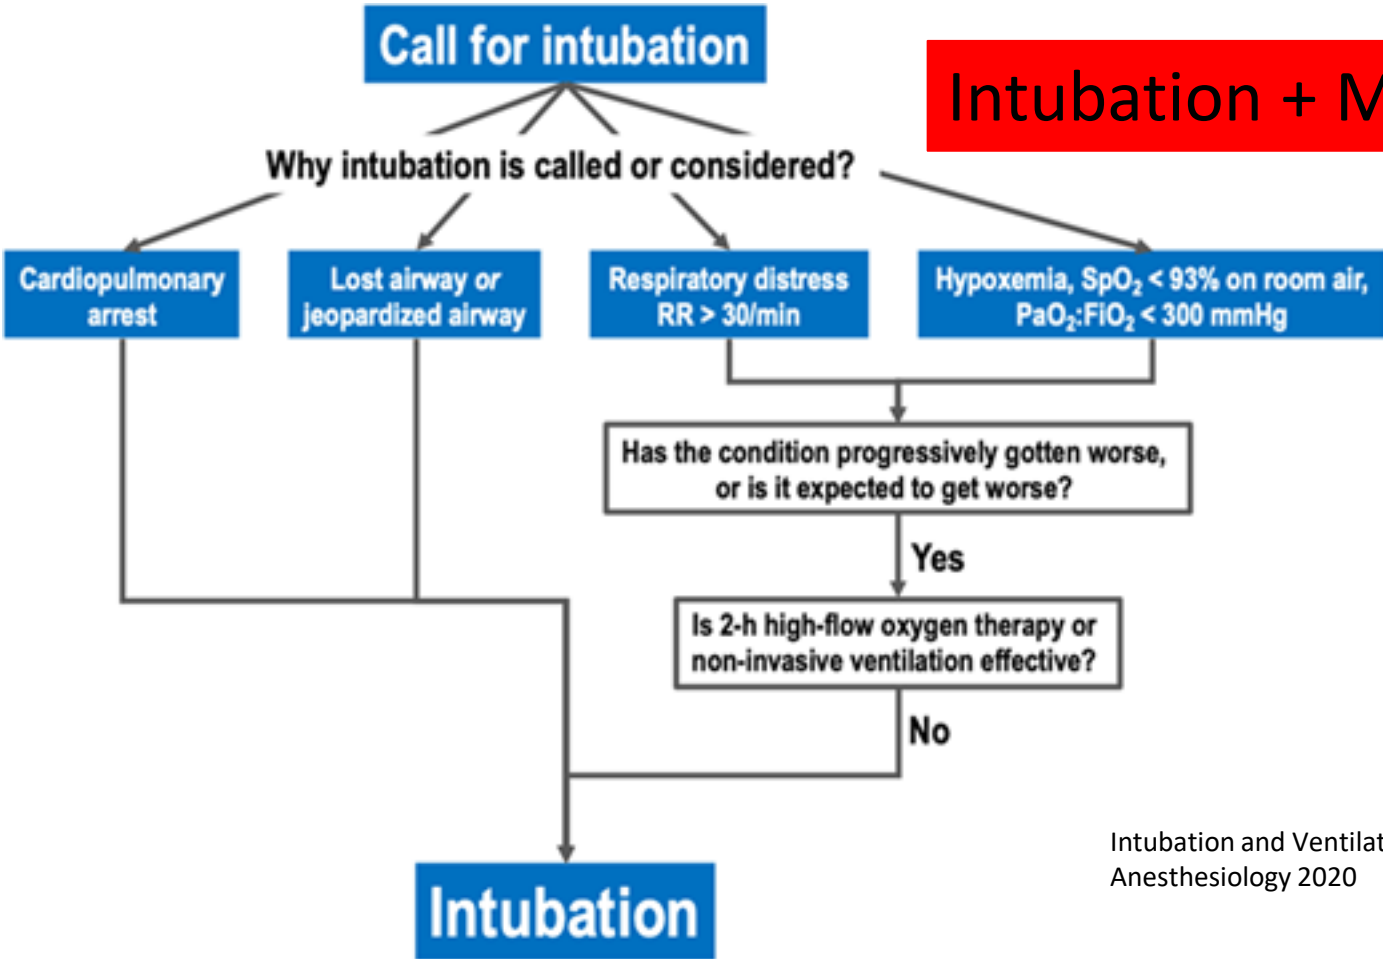 Call for intubation
Intubation + M
Why intubation is called or considered?
Cardiopulmonary
arrest
Lost airway or
jeopardized airway
Respiratory distress
RR > 30/min
Hypoxemia, SpO₂ < 93% on room air,
PaO₂:FiO₂ < 300 mmHg
Has the condition progressively gotten worse,
or is it expected to get worse?
Yes
Is 2-h high-flow oxygen therapy or
non-invasive ventilation effective?
No
Intubation and Ventilat
Anesthesiology 2020
Intubation